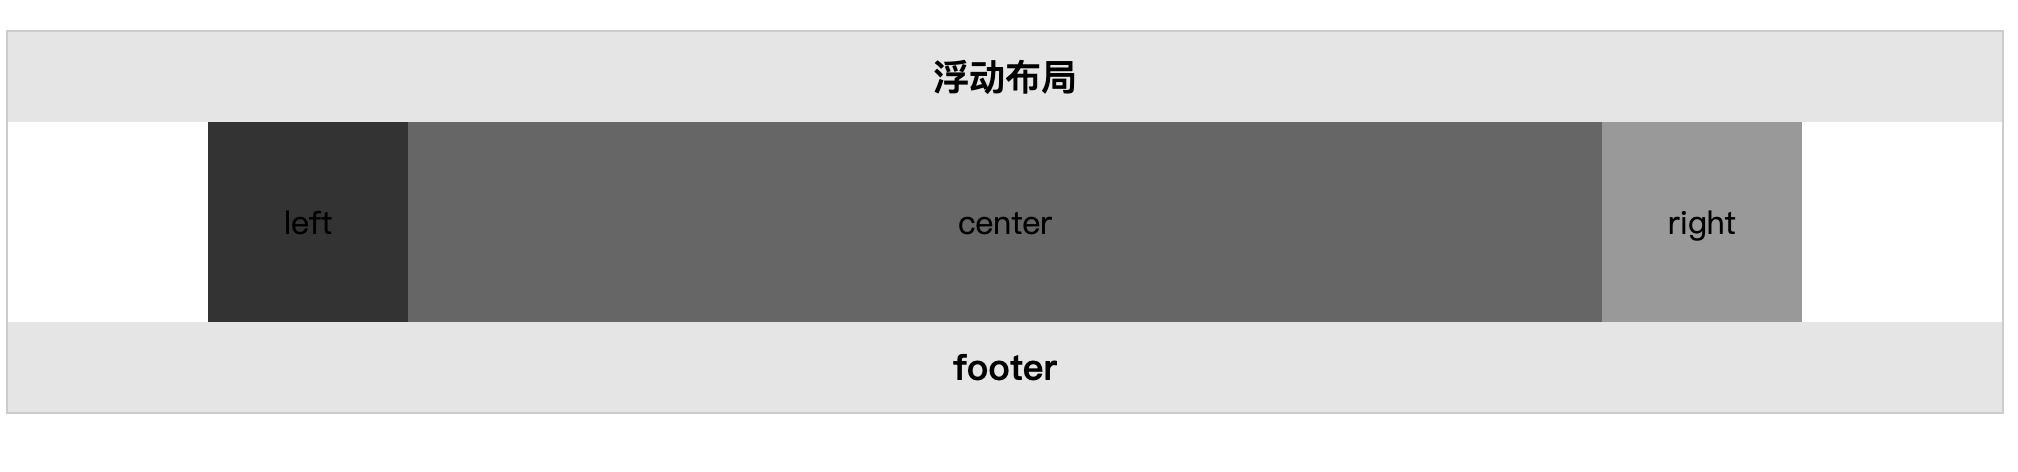 浮动布局
left
center
right
footer